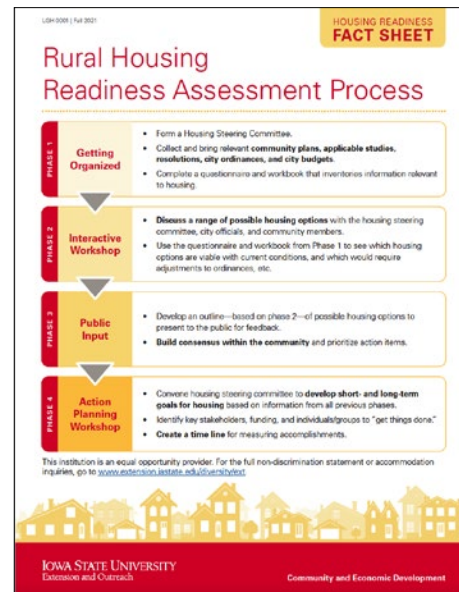 HOUSING READINESS
FACT SHEET
Rural Housing
Readiness Assessment Process
PHASE 1
Getting
Organized
• Form a Housing Steering Committee.
• Collect and bring relevant community plans, applicable studies,
resolutions, city ordinances, and city budgets.
• Complete a questionnaire and workbook that inventories information relevant
to housing.
PHASE 2
Interactive
Workshop
• Discuss a range of possible housing options with the housing steering
committee, city officials, and community members.
• Use the questionnaire and workbook from Phase 1 to see which housing
options are viable with current conditions, and which would require
adjustments to ordinances, etc.
PHASE 3
Public
Input
• Develop an outline—based on phase 2—of possible housing options to
present to the public for feedback.
• Build consensus within the community and prioritize action items.
PHASE 4
Action
Planning
Workshop
• Convene housing steering committee to develop short- and long-term
goals for housing based on information from all previous phases.
• Identify key stakeholders, funding, and individuals/groups to "get things done."
• Create a time line for measuring accomplishments.
This institution is an equal opportunity provider. For the full non-discrimination statement or accommodation
inquiries, go to www.extension.iastate.edu/diversity/ext.
IOWA STATE UNIVERSITY
Extension and Outreach
Community and Economic Development